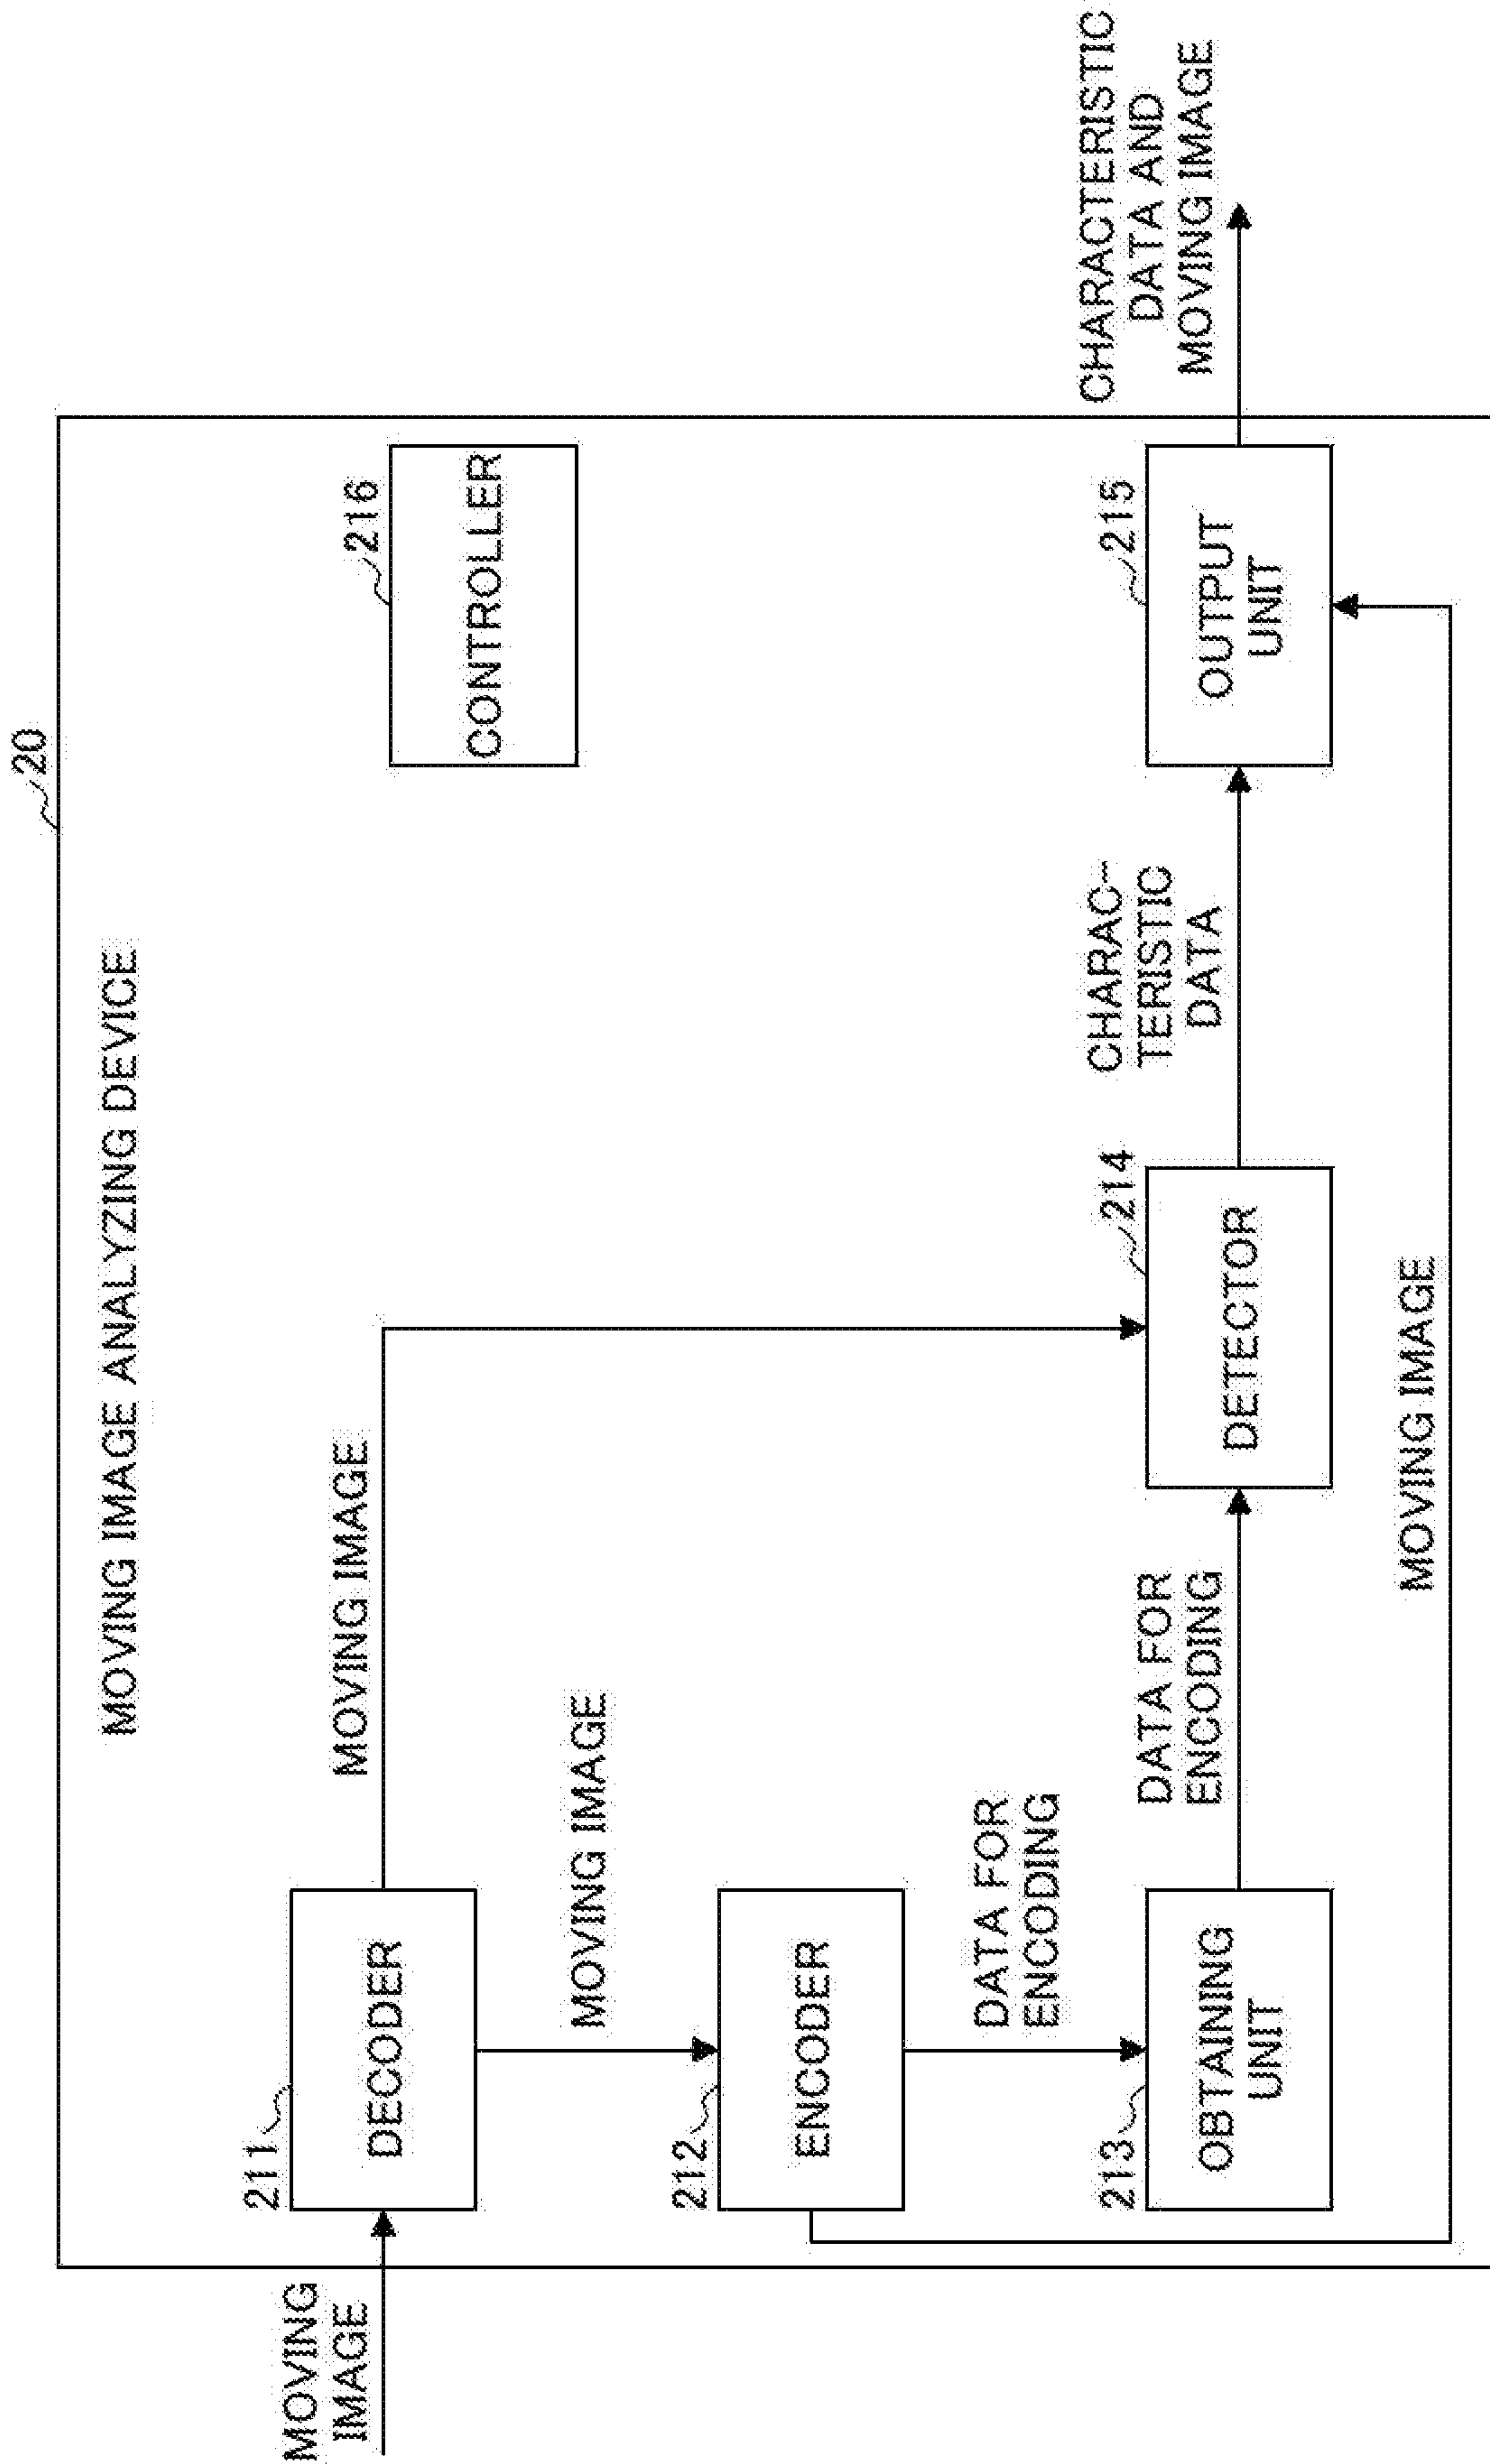 20
MOVING IMAGE ANALYZING DEVICE
MOVING
IMAGE
211
DECODER
MOVING IMAGE
216
CONTROLLER
MOVING IMAGE
212
ENCODER
DATA FOR
ENCODING
213
OBTAINING
UNIT
DATA FOR
ENCODING
214
DETECTOR
CHARAC-
TERISTIC
DATA
215
OUTPUT
UNIT
CHARACTERISTIC
DATA AND
MOVING IMAGE
MOVING IMAGE